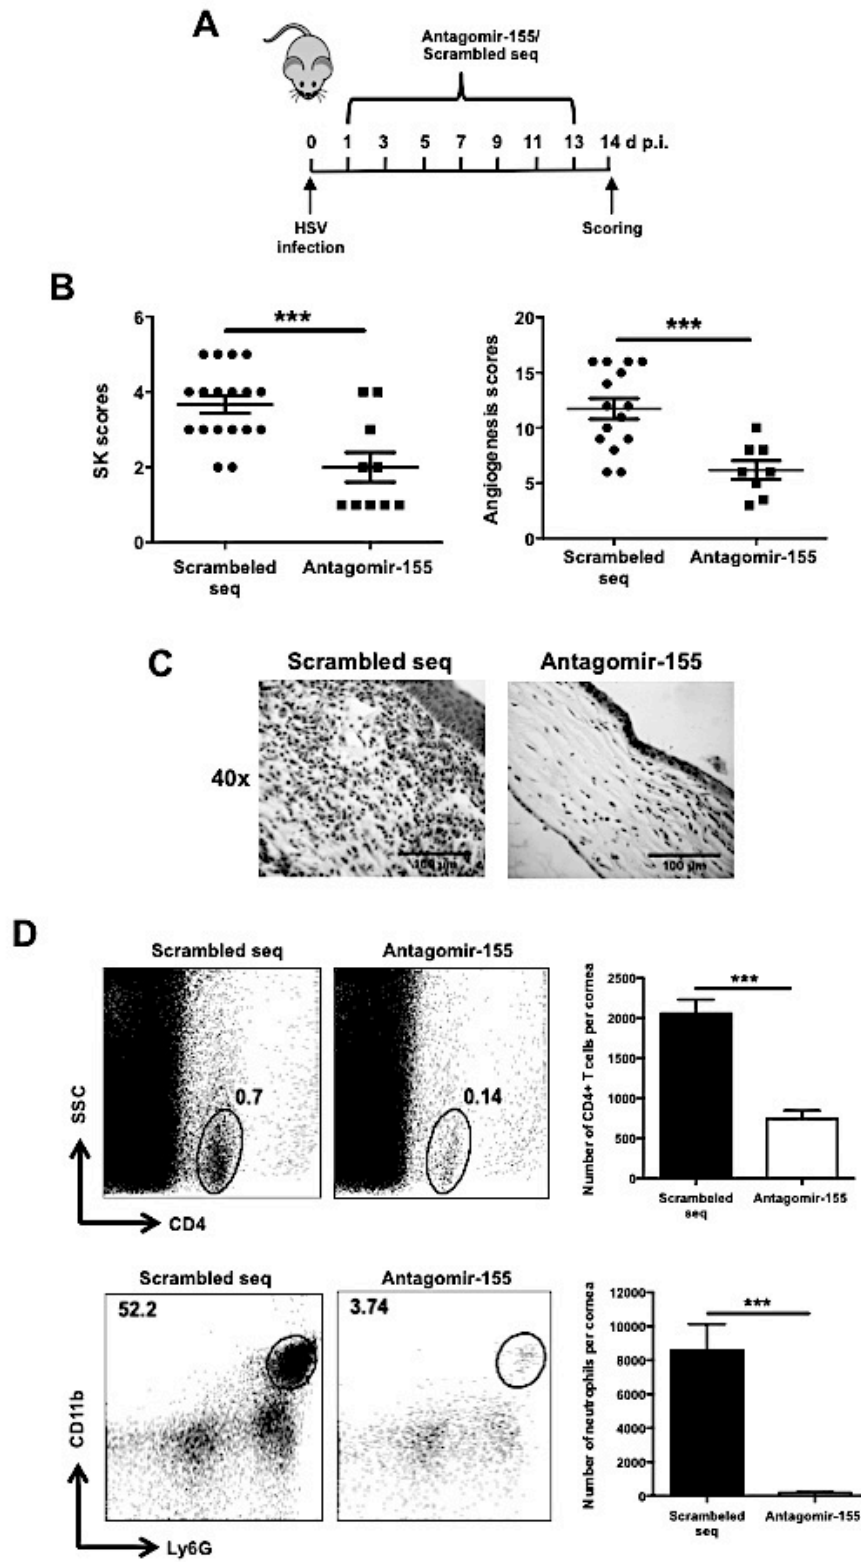 A
Antagomir-155/
Scrambled seq
0 1 3 5 7 9 11 13 14 d p.i.
HSV
infection
Scoring
B
***
6
4
2
0
SK scores
Scrambeled
seq
Antagomir-155
***
20
15
10
5
0
Angiogenesis scores
Scrambeled
seq
Antagomir-155
C
Scrambled seq
Antagomir-155
40x
100 µm
100 µm
D
Scrambled seq
Antagomir-155
0.7
0.14
SSC
CD4
***
2500
2000
1500
1000
500
0
Number of CD4+ T cells per cornea
Scrambeled
seq
Antagomir-155
Scrambled seq
Antagomir-155
52.2
3.74
CD11b
Ly6G
***
12000
10000
8000
6000
4000
2000
0
Number of neutrophils per cornea
Scrambeled
seq
Antagomir-155